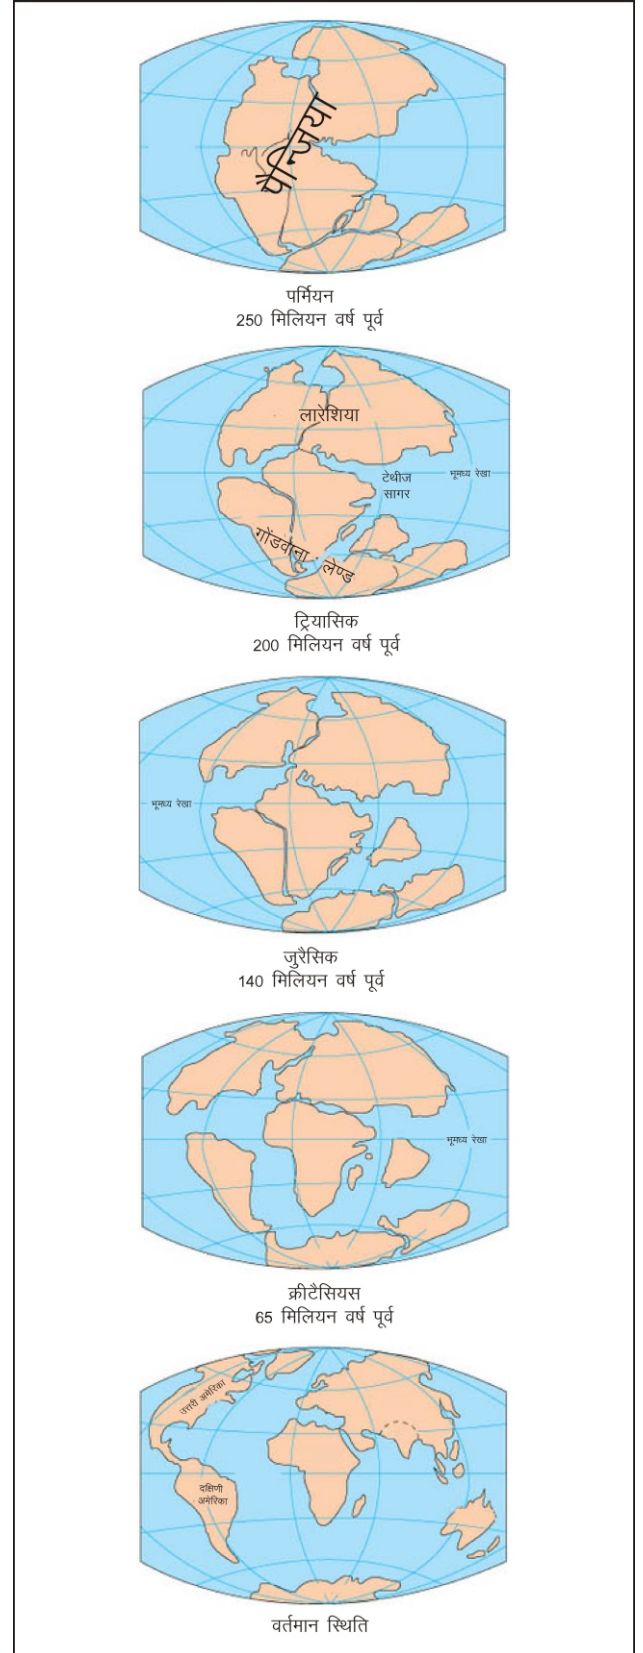 पैन्जिया
पर्मियन
250 मिलियन वर्ष पूर्व
लारेशिया
टेथीज
सागर
भूमध्य रेखा
गोंडवाना लेण्ड
ट्रियासिक
200 मिलियन वर्ष पूर्व
भूमध्य रेखा
जुरैसिक
140 मिलियन वर्ष पूर्व
भूमध्य रेखा
क्रीटैसियस
65 मिलियन वर्ष पूर्व
उत्तरी अमेरिका
दक्षिणी
अमेरिका
वर्तमान स्थिति